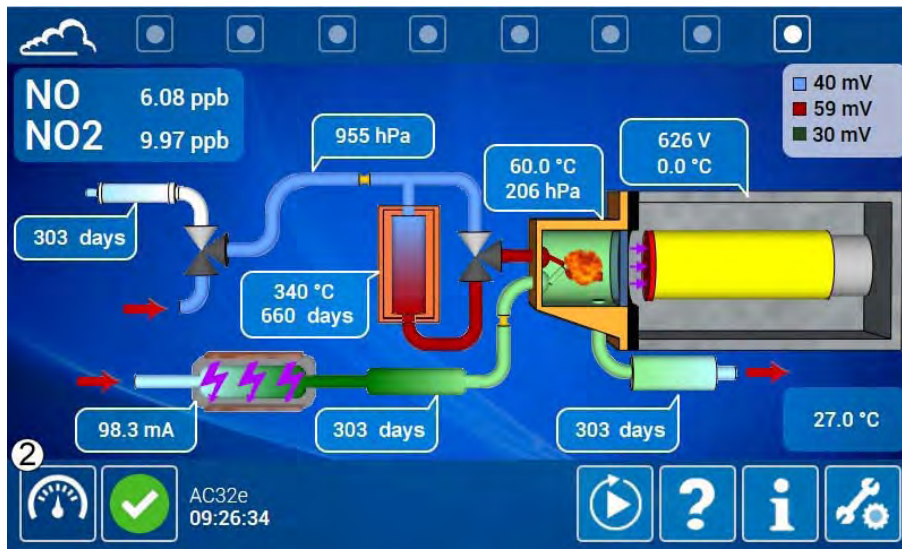 NO 6.08 ppb
NO2 9.97 ppb
40 mV
59 mV
30 mV
955 hPa
60.0 °C
206 hPa
626 V
0.0 °C
303 days
340 °C
660 days
98.3 mA
303 days
303 days
27.0 °C
2
AC32e
09:26:34
?
i